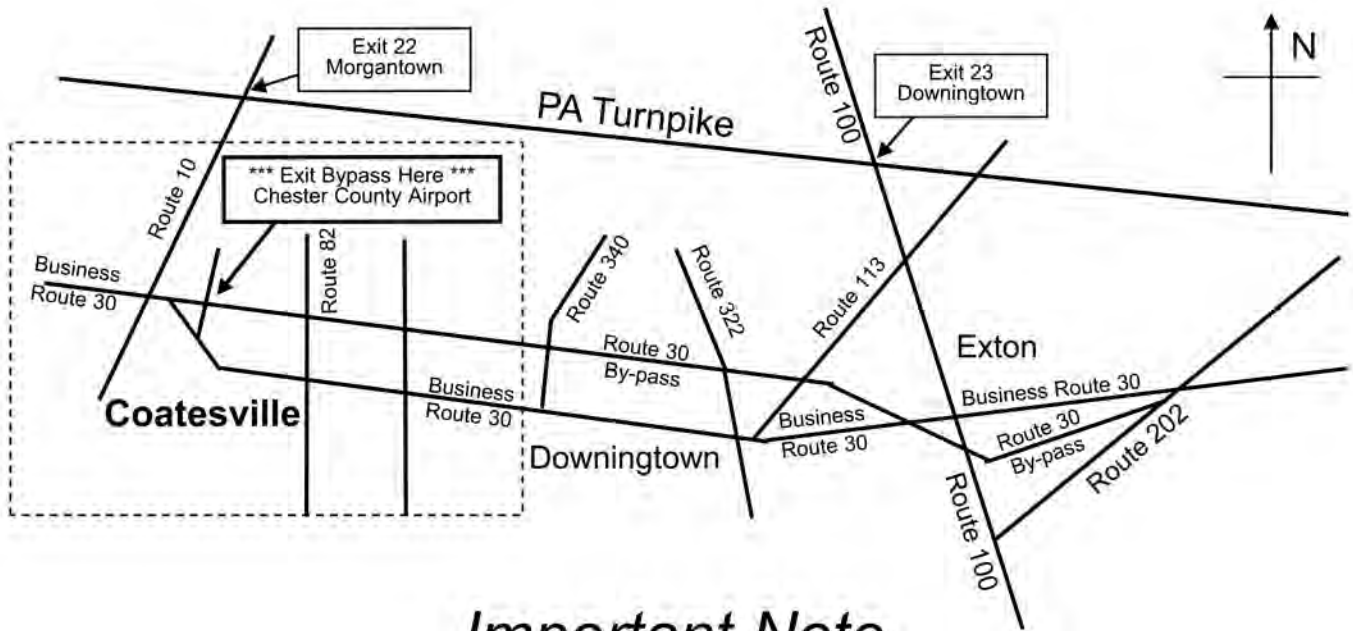 Exit 22
Morgantown
Exit 23
Downingtown
N
PA Turnpike
Route 100
Route 10
*** Exit Bypass Here ***
Chester County Airport
Route 82
Route 340
Route 322
Route 113
Business
Route 30
Route 30
By-pass
Exton
Business Route 30
Coatesville
Business
Route 30
Business
Route 30
Route 30
By-pass
Route 202
Downingtown
Route 100
Important Note